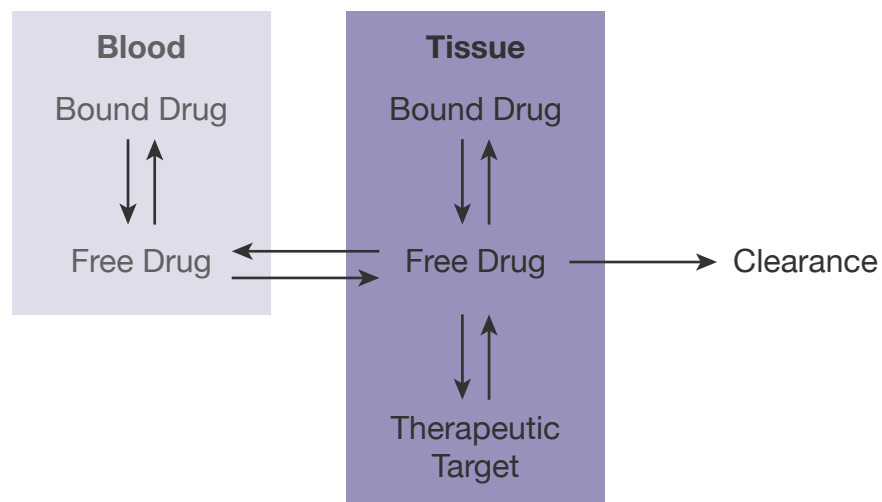 Blood
Bound Drug
Free Drug
Tissue
Bound Drug
Free Drug
Therapeutic
Target
Clearance